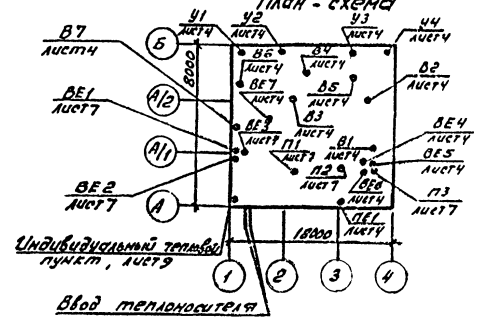 План - схема
У1
лист4
У2
лист4
У3
лист4
У4
лист4
В7
лист4
Б
8000
В6
лист4
В4
лист4
В2
лист4
ВЕ1
лист7
А/2
ВЕ7
лист4
В5
лист4
В3
лист4
ВЕ4
лист4
А/1
ВЕ3
лист4
П1
В1
лист4
ВЕ5
лист4
ВЕ2
лист7
П2
лист7
ВЕ6
лист4
П3
лист7
А
ПЕ1
лист4
Индивидуальный тепловой
пункт, лист9
18000
1
2
3
4
Ввод теплоносителя